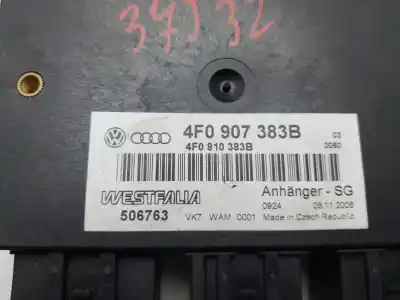 37532
4F0 907 383B 03
4F0 910 383B 0060
WESTFALIA Anhänger - SG
506763 0924 08.11.2006
VK7 WAM 0001 Made in Czech Republic